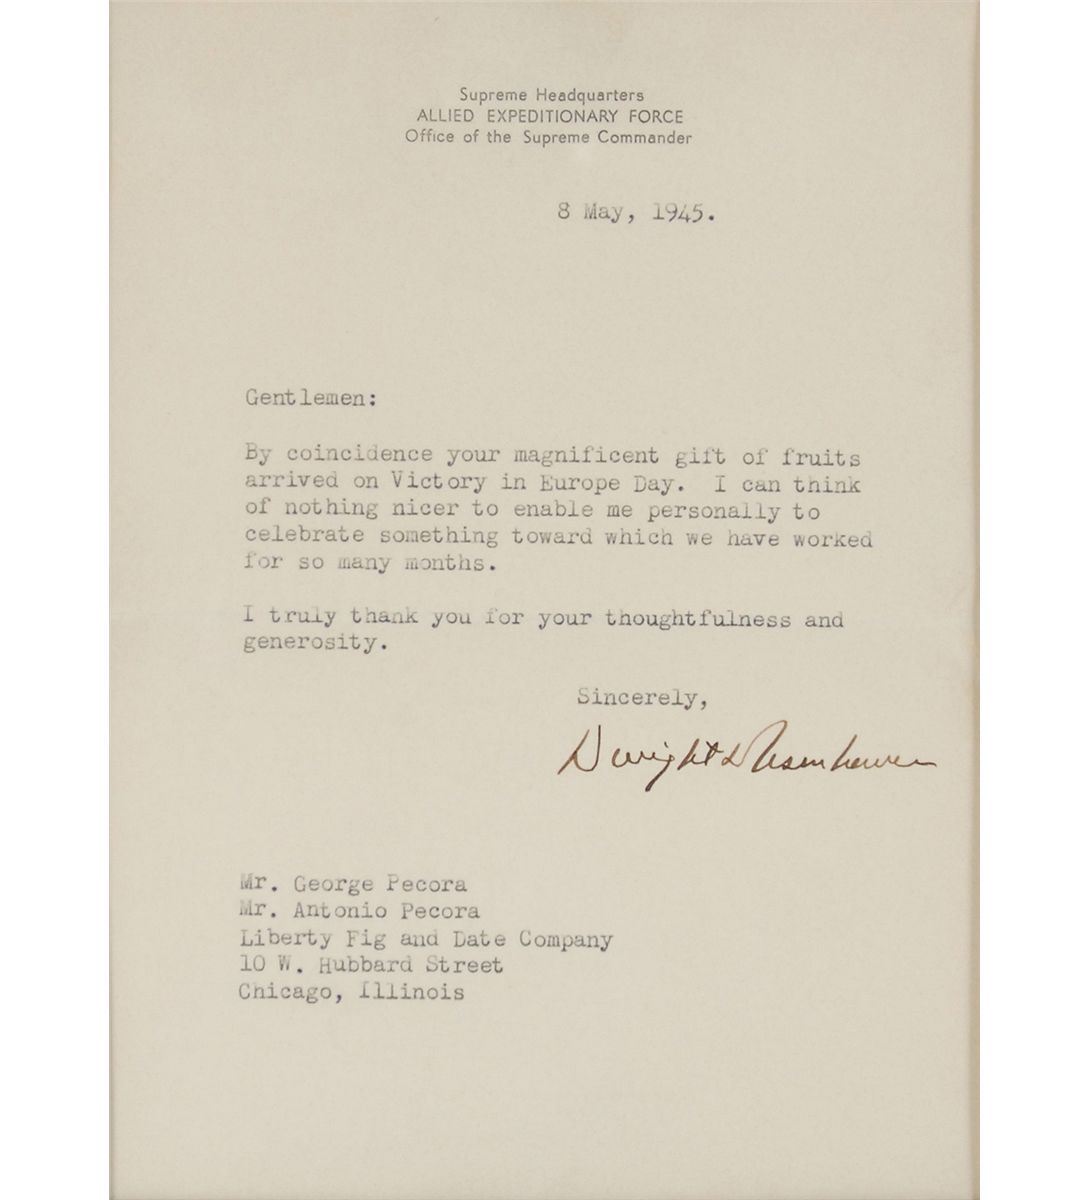 Supreme Headquarters
ALLIED EXPEDITIONARY FORCE
Office of the Supreme Commander
8 May, 1945.
Gentlemen:
By coincidence your magnificent gift of fruits
arrived on Victory in Europe Day. I can think
of nothing nicer to enable me personally to
celebrate something toward which we have worked
for so many months.
I truly thank you for your thoughtfulness and
generosity.
Sincerely,
Dwight D Eisenhower
Mr. George Pecora
Mr. Antonio Pecora
Liberty Fig and Date Company
10 W. Hubbard Street
Chicago, Illinois